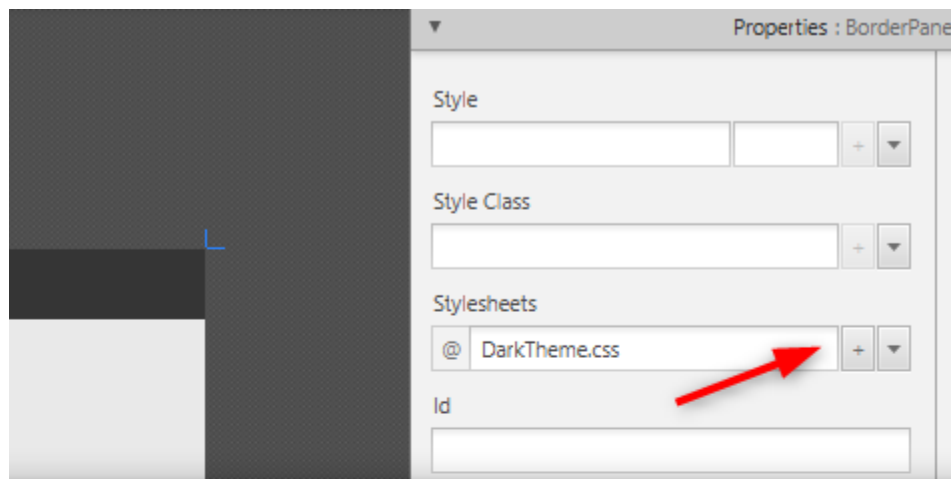 Properties : BorderPane
Style
Style Class
Stylesheets
@ DarkTheme.css +
Id